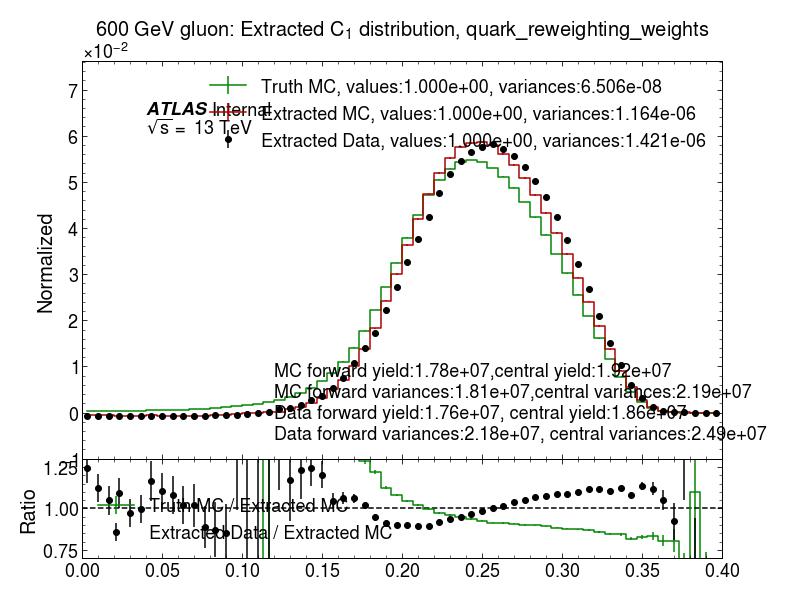 600 GeV gluon: Extracted C₁ distribution, quark_reweighting_weights
×10⁻²
Truth MC, values:1.000e+00, variances:6.506e-08
ATLAS Internal
Extracted MC, values:1.000e+00, variances:1.164e-06
√s = 13 TeV
Extracted Data, values:1.000e+00, variances:1.421e-06
Normalized
7
6
5
4
3
2
1
0
-1
MC forward yield:1.78e+07,central yield:1.92e+07
MC forward variances:1.81e+07,central variances:2.19e+07
Data forward yield:1.76e+07, central yield:1.86e+07
Data forward variances:2.18e+07, central variances:2.49e+07
Ratio
1.25
1.00
0.75
Truth MC / Extracted MC
Extracted Data / Extracted MC
0.00 0.05 0.10 0.15 0.20 0.25 0.30 0.35 0.40